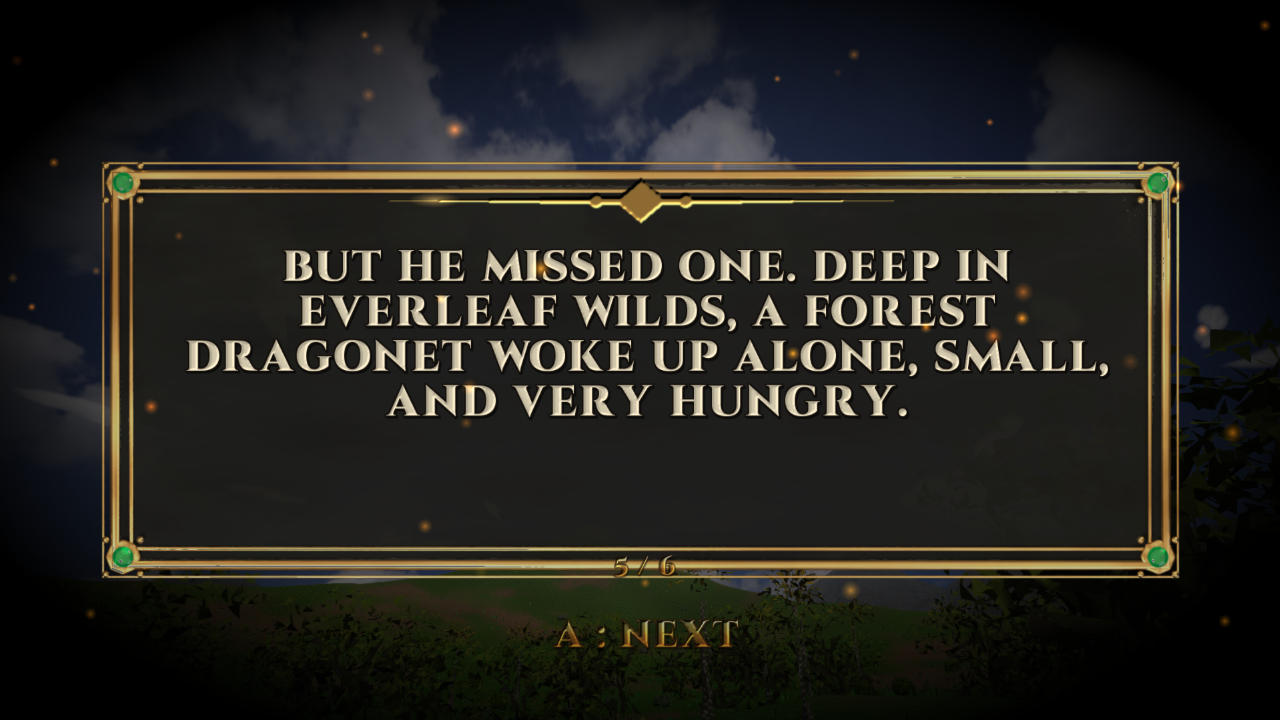 BUT HE MISSED ONE. DEEP IN
EVERLEAF WILDS, A FOREST
DRAGONET WOKE UP ALONE, SMALL,
AND VERY HUNGRY.
5 / 6
A : NEXT